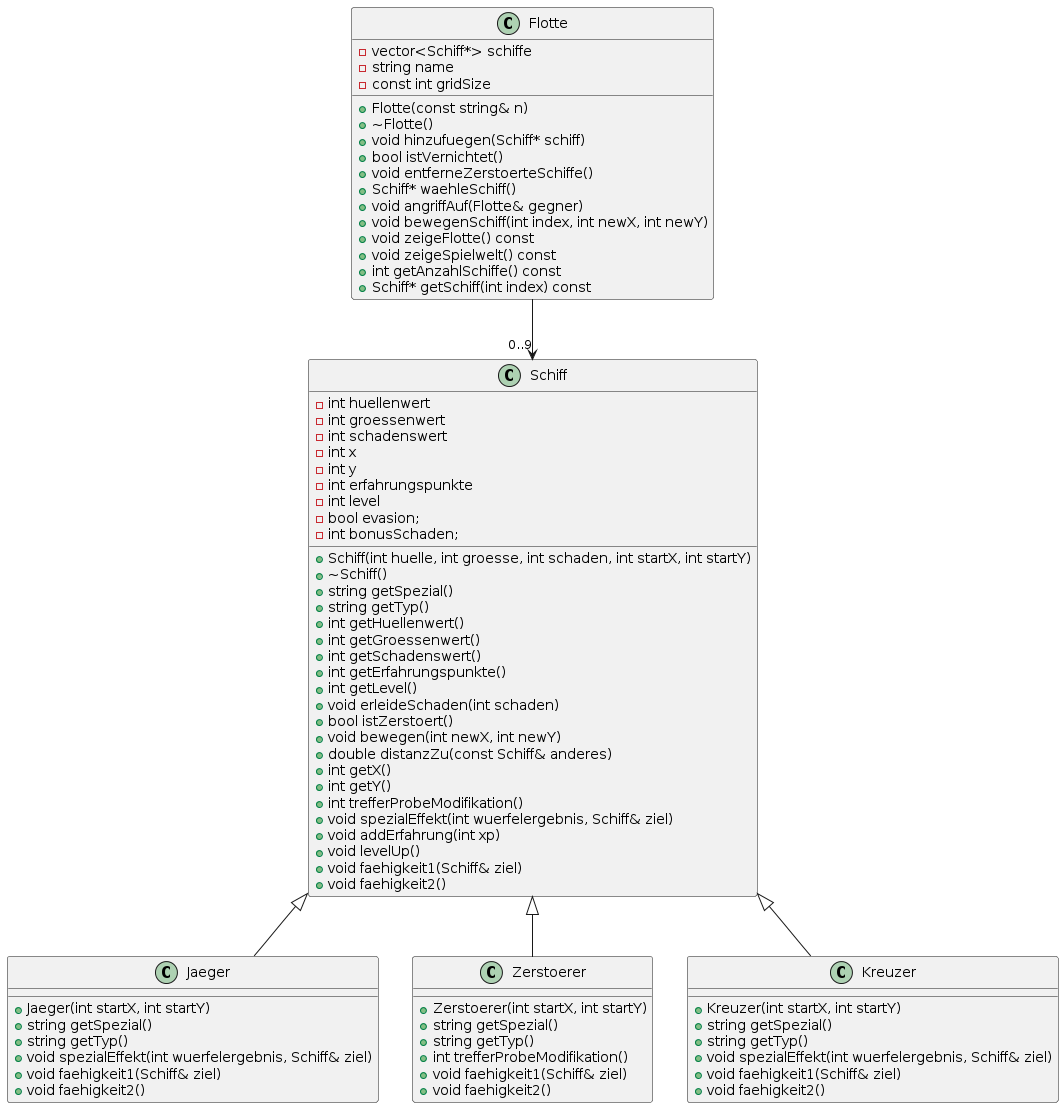 C Flotte
vector<Schiff*> schiffe
string name
const int gridSize
Flotte(const string& n)
~Flotte()
void hinzufuegen(Schiff* schiff)
bool istVernichtet()
void entferneZerstoerteSchiffe()
Schiff* waehleSchiff()
void angriffAuf(Flotte& gegner)
void bewegenSchiff(int index, int newX, int newY)
void zeigeFlotte() const
void zeigeSpielwelt() const
int getAnzahlSchiffe() const
Schiff* getSchiff(int index) const
0..9
C Schiff
int huellenwert
int groessenwert
int schadenswert
int x
int y
int erfahrungspunkte
int level
bool evasion;
int bonusSchaden;
Schiff(int huelle, int groesse, int schaden, int startX, int startY)
~Schiff()
string getSpezial()
string getTyp()
int getHuellenwert()
int getGroessenwert()
int getSchadenswert()
int getErfahrungspunkte()
int getLevel()
void erleideSchaden(int schaden)
bool istZerstoert()
void bewegen(int newX, int newY)
double distanzZu(const Schiff& anderes)
int getX()
int getY()
int trefferProbeModifikation()
void spezialEffekt(int wuerfelergebnis, Schiff& ziel)
void addErfahrung(int xp)
void levelUp()
void faehigkeit1(Schiff& ziel)
void faehigkeit2()
C Jaeger
Jaeger(int startX, int startY)
string getSpezial()
string getTyp()
void spezialEffekt(int wuerfelergebnis, Schiff& ziel)
void faehigkeit1(Schiff& ziel)
void faehigkeit2()
C Zerstoerer
Zerstoerer(int startX, int startY)
string getSpezial()
string getTyp()
int trefferProbeModifikation()
void faehigkeit1(Schiff& ziel)
void faehigkeit2()
C Kreuzer
Kreuzer(int startX, int startY)
string getSpezial()
string getTyp()
void spezialEffekt(int wuerfelergebnis, Schiff& ziel)
void faehigkeit1(Schiff& ziel)
void faehigkeit2()